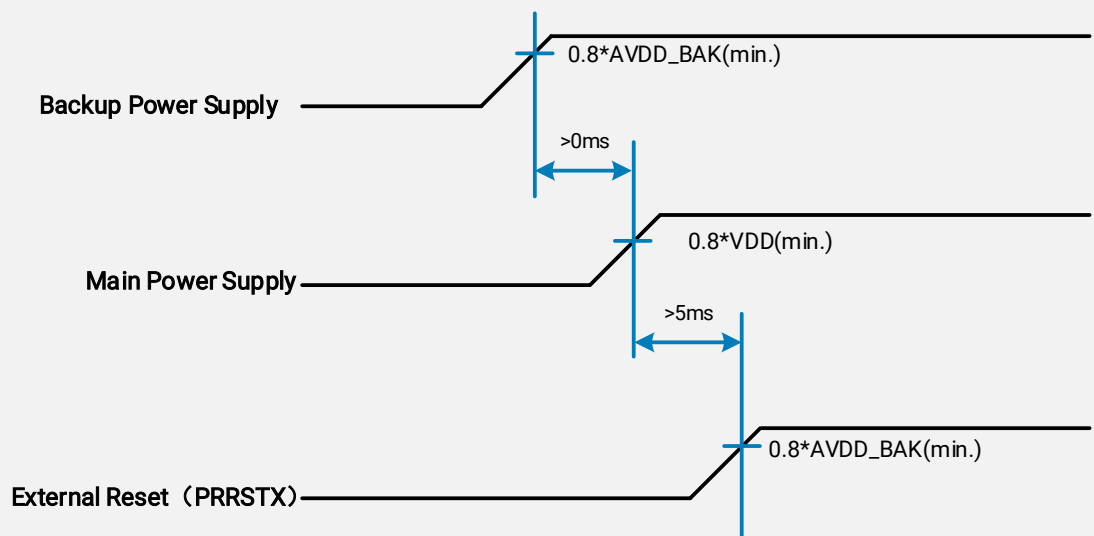 0.8*AVDD_BAK(min.)
Backup Power Supply
>0ms
0.8*VDD(min.)
Main Power Supply
>5ms
0.8*AVDD_BAK(min.)
External Reset（PRRSTX）